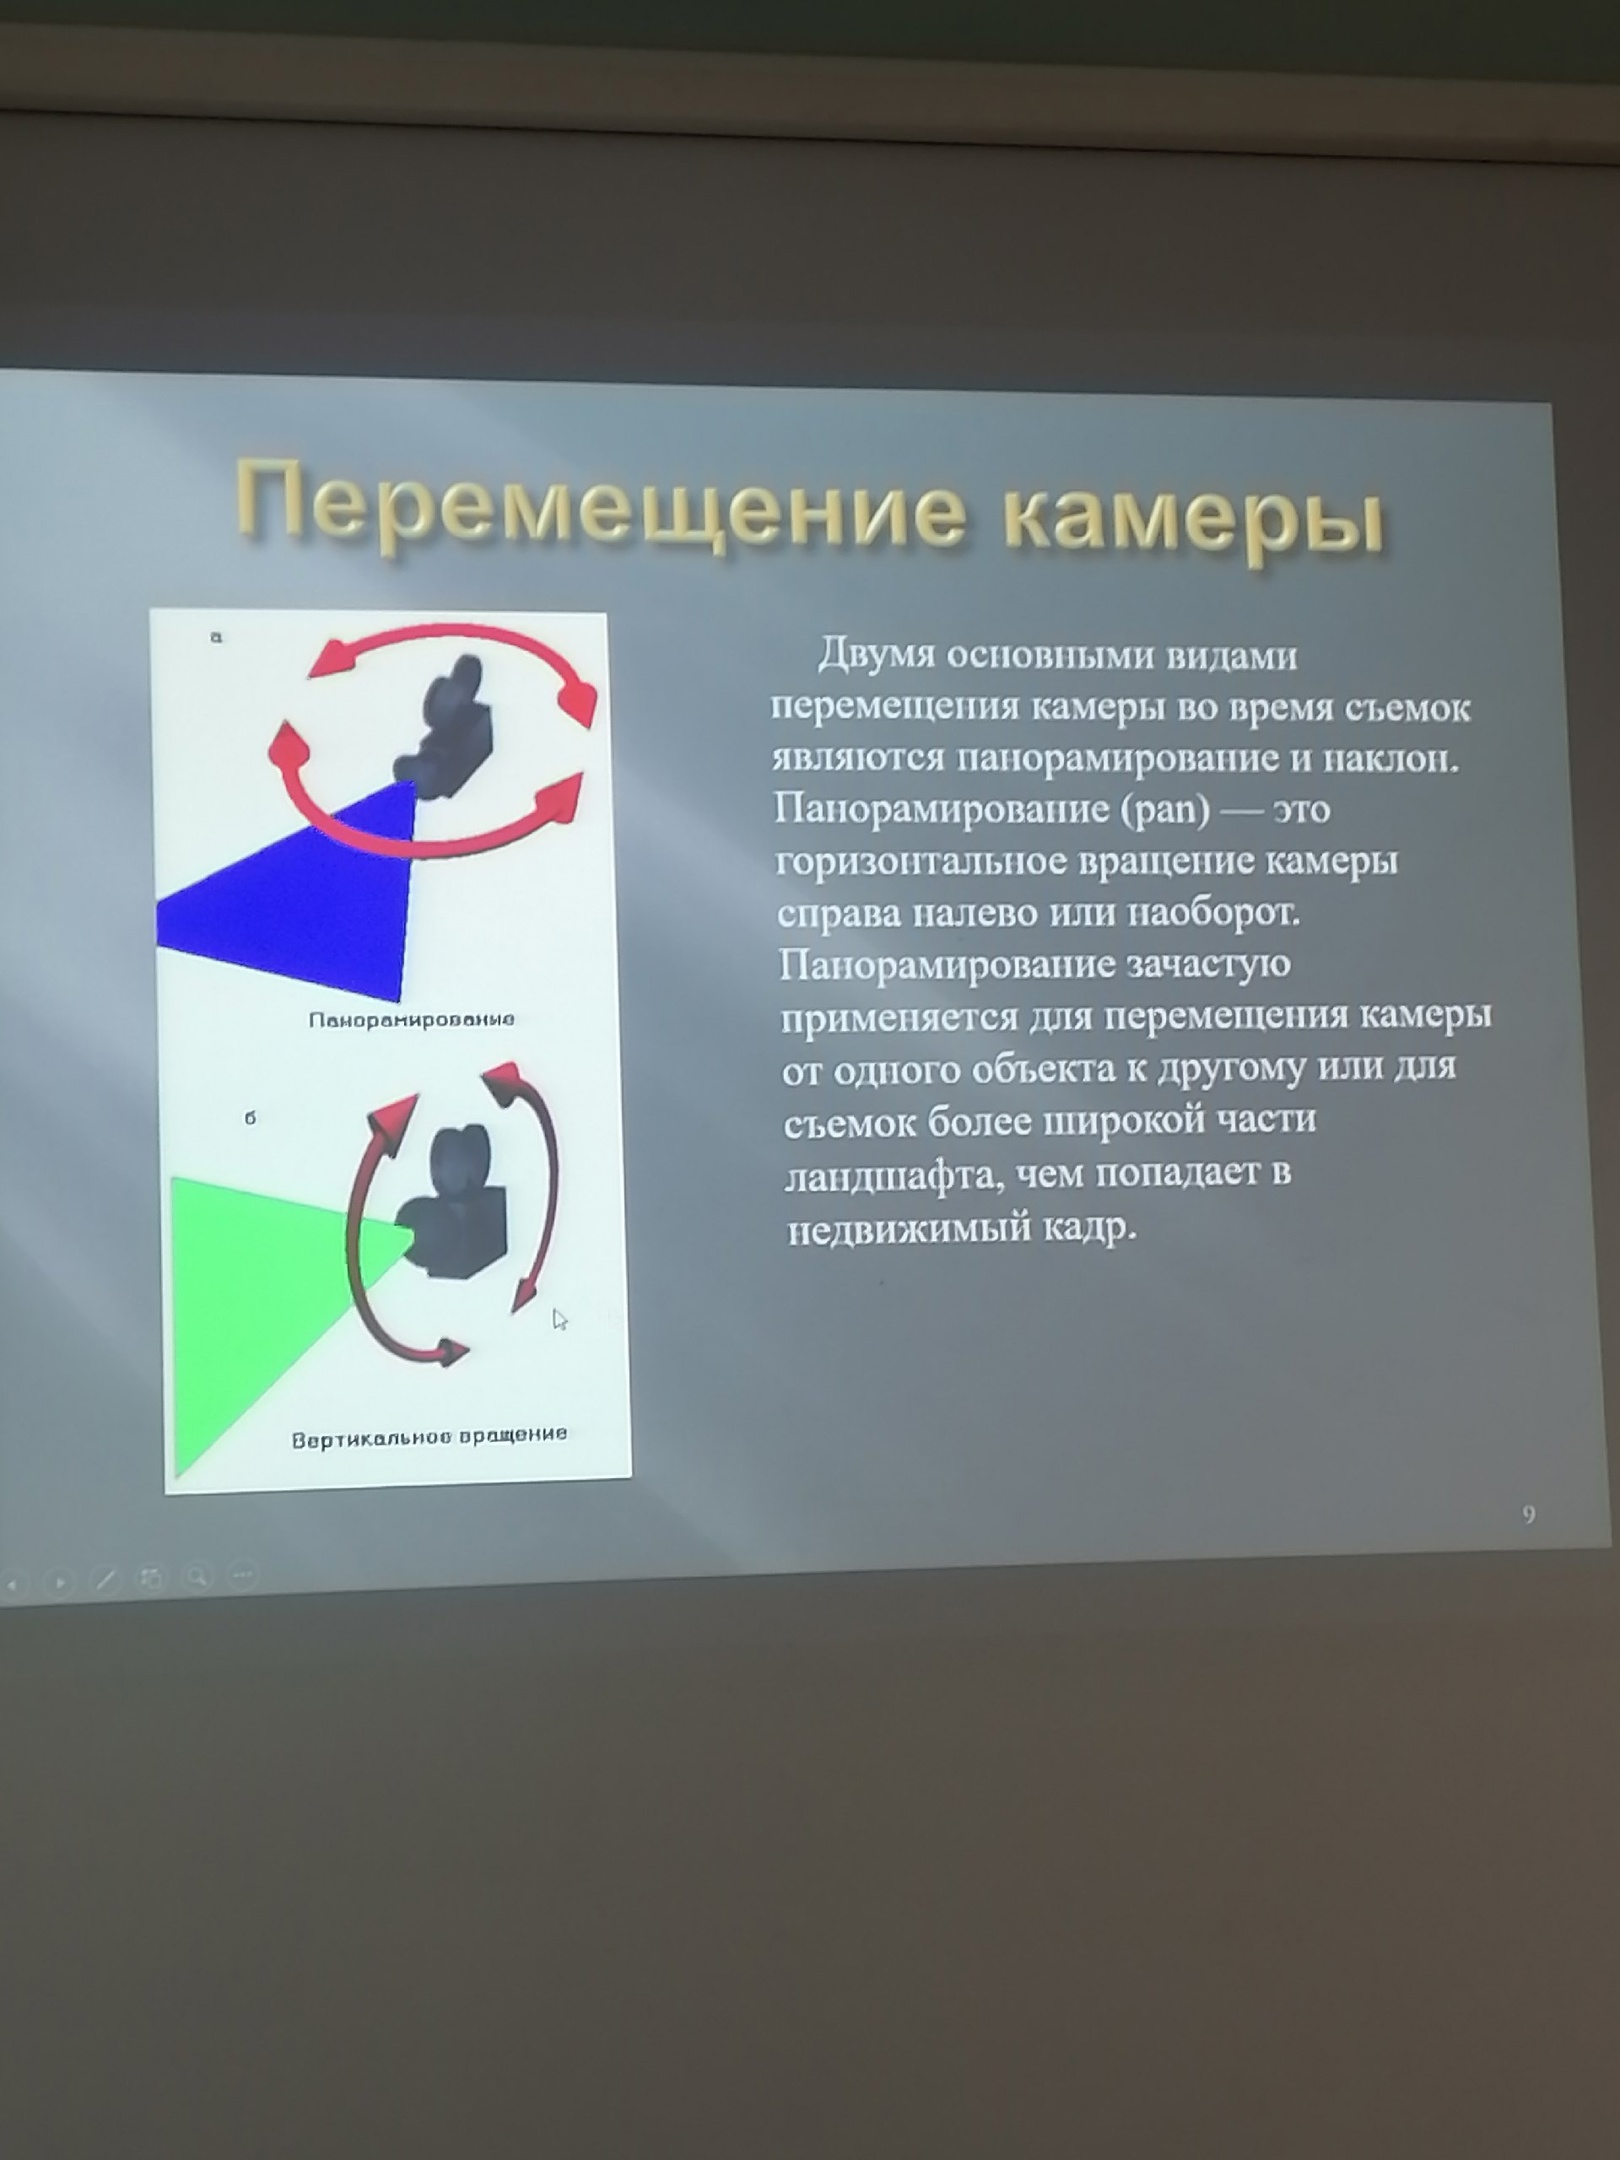 Перемещение камеры
а
Панорамирование
б
Вертикальное вращение
Двумя основными видами
перемещения камеры во время съемок
являются панорамирование и наклон.
Панорамирование (pan) — это
горизонтальное вращение камеры
справа налево или наоборот.
Панорамирование зачастую
применяется для перемещения камеры
от одного объекта к другому или для
съемок более широкой части
ландшафта, чем попадает в
недвижимый кадр.
9